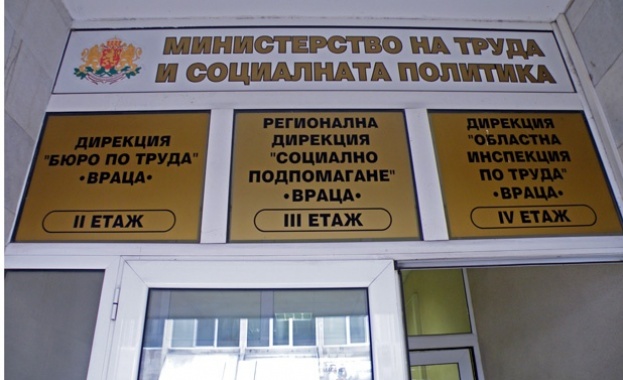 МИНИСТЕРСТВО НА ТРУДА
И СОЦИАЛНАТА ПОЛИТИКА
ДИРЕКЦИЯ
"БЮРО ПО ТРУДА"
•ВРАЦА•
II ЕТАЖ
РЕГИОНАЛНА
ДИРЕКЦИЯ
"СОЦИАЛНО
ПОДПОМАГАНЕ"
•ВРАЦА•
III ЕТАЖ
ДИРЕКЦИЯ
"ОБЛАСТНА
ИНСПЕКЦИЯ
ПО ТРУДА"
•ВРАЦА•
IV ЕТАЖ